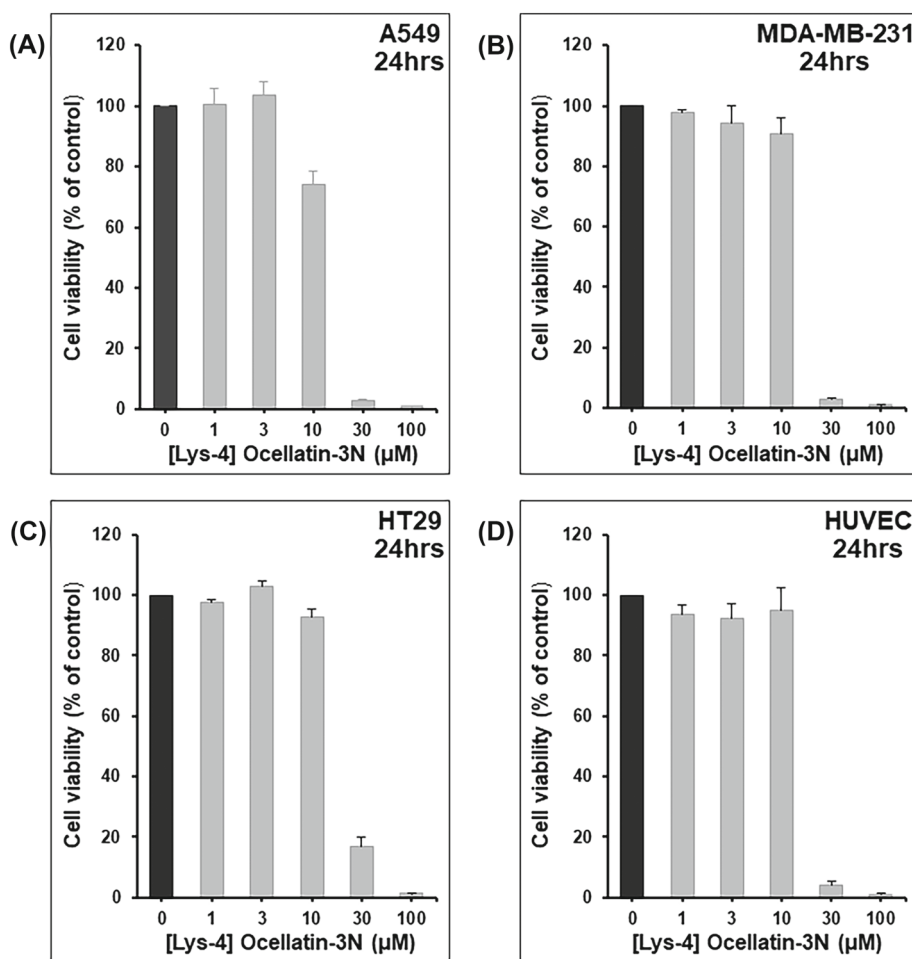 (A)
A549
24hrs
Cell viability (% of control)
120
100
80
60
40
20
0
0 1 3 10 30 100
[Lys-4] Ocellatin-3N (µM)
(B)
MDA-MB-231
24hrs
Cell viability (% of control)
120
100
80
60
40
20
0
0 1 3 10 30 100
[Lys-4] Ocellatin-3N (µM)
(C)
HT29
24hrs
Cell viability (% of control)
120
100
80
60
40
20
0
0 1 3 10 30 100
[Lys-4] Ocellatin-3N (µM)
(D)
HUVEC
24hrs
Cell viability (% of control)
120
100
80
60
40
20
0
0 1 3 10 30 100
[Lys-4] Ocellatin-3N (µM)